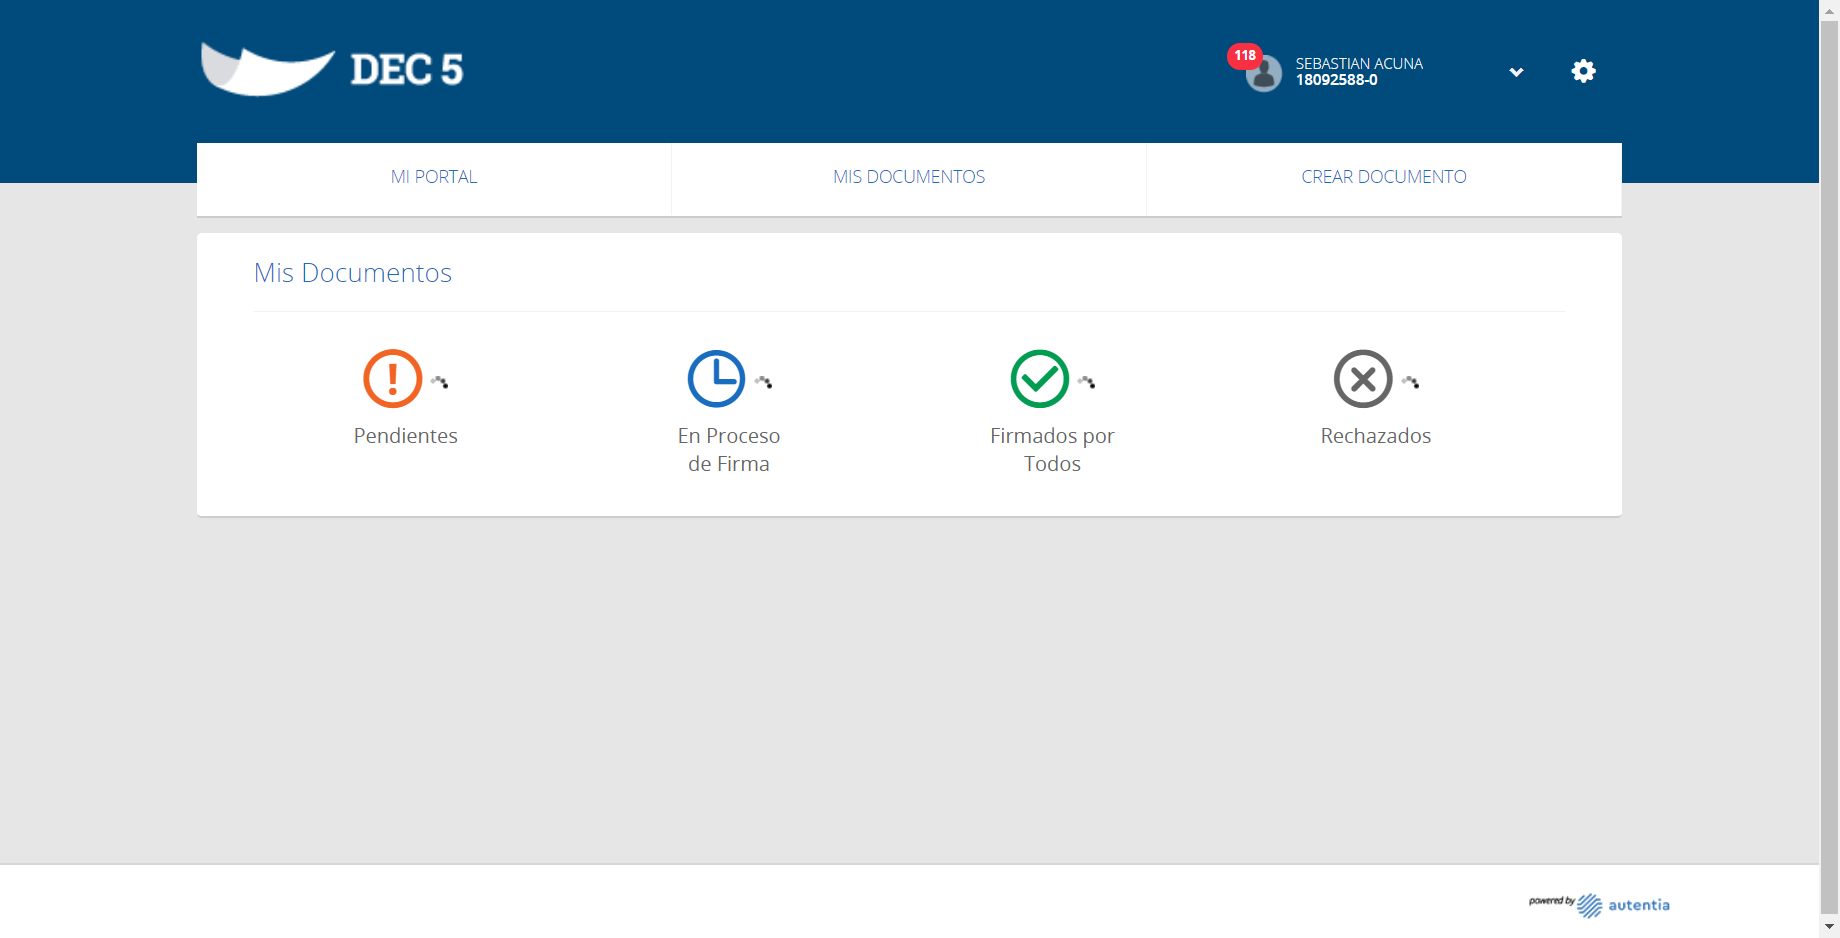 DEC 5
118
SEBASTIAN ACUNA
18092588-0
MI PORTAL
MIS DOCUMENTOS
CREAR DOCUMENTO
Mis Documentos
Pendientes
En Proceso
de Firma
Firmados por
Todos
Rechazados
powered by autentia